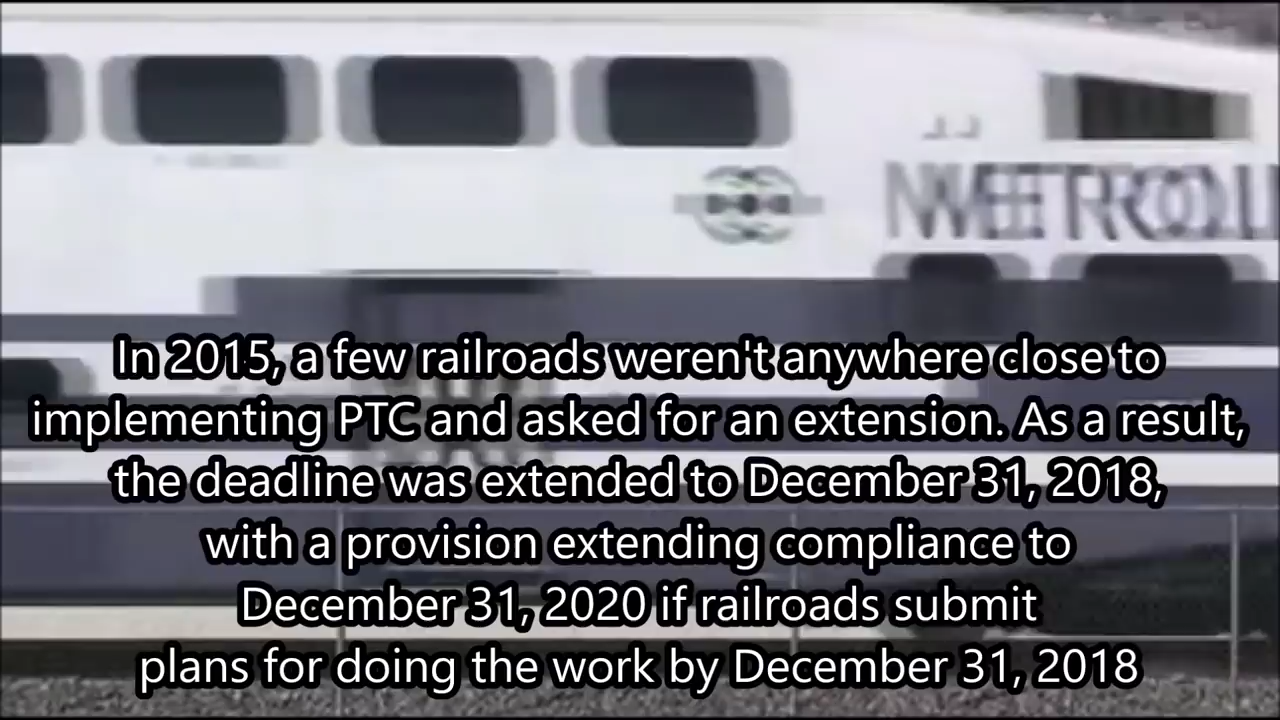 In 2015, a few railroads weren't anywhere close to
implementing PTC and asked for an extension. As a result,
the deadline was extended to December 31, 2018,
with a provision extending compliance to
December 31, 2020 if railroads submit
plans for doing the work by December 31, 2018